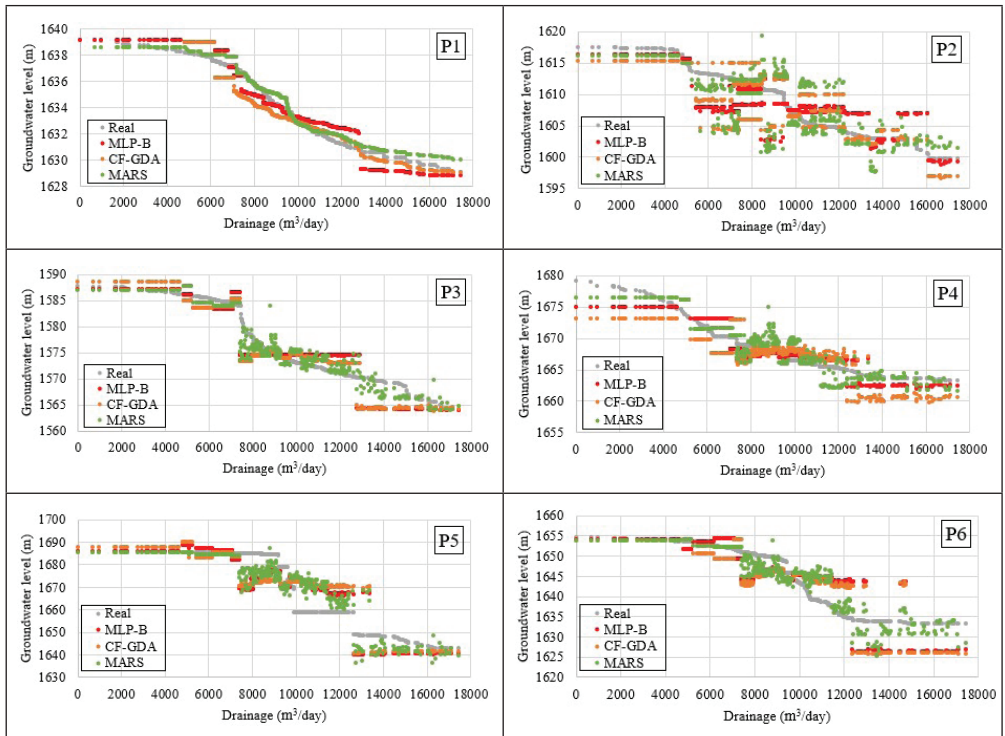 P1
Groundwater level (m)
1640
1638
1636
1634
1632
1630
1628
Real
MLP-B
CF-GDA
MARS
0 2000 4000 6000 8000 10000 12000 14000 16000 18000
Drainage (m³/day)
P2
Groundwater level (m)
1620
1615
1610
1605
1600
1595
Real
MLP-B
CF-GDA
MARS
0 2000 4000 6000 8000 10000 12000 14000 16000 18000
Drainage (m³/day)
P3
Groundwater level (m)
1590
1585
1580
1575
1570
1565
1560
Real
MLP-B
CF-GDA
MARS
0 2000 4000 6000 8000 10000 12000 14000 16000 18000
Drainage (m³/day)
P4
Groundwater level (m)
1680
1675
1670
1665
1660
1655
Real
MLP-B
CF-GDA
MARS
0 2000 4000 6000 8000 10000 12000 14000 16000 18000
Drainage (m³/day)
P5
Groundwater level (m)
1700
1690
1680
1670
1660
1650
1640
1630
Real
MLP-B
CF-GDA
MARS
0 2000 4000 6000 8000 10000 12000 14000 16000 18000
Drainage (m³/day)
P6
Groundwater level (m)
1660
1655
1650
1645
1640
1635
1630
1625
1620
Real
MLP-B
CF-GDA
MARS
0 2000 4000 6000 8000 10000 12000 14000 16000 18000
Drainage (m³/day)